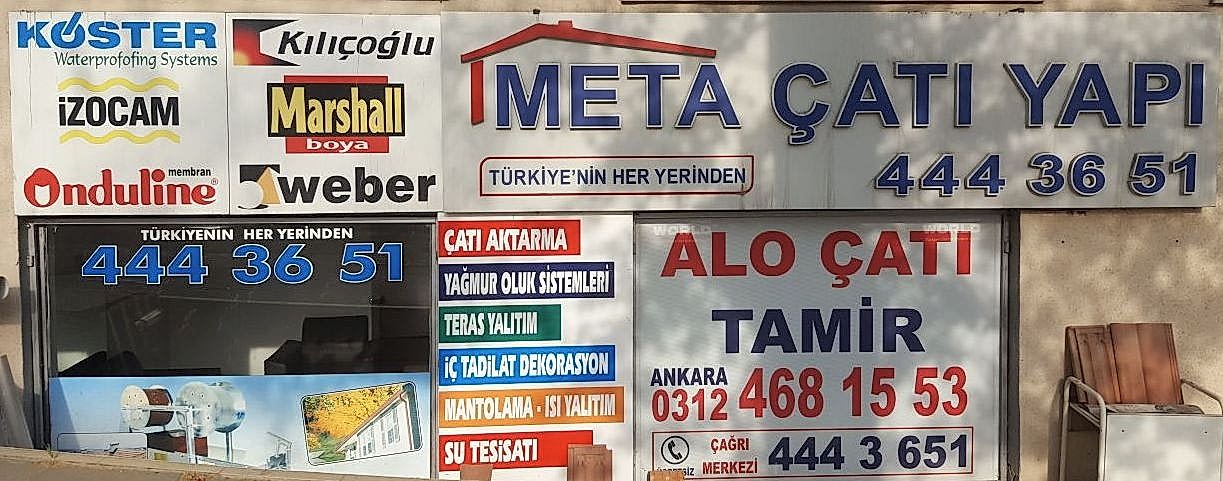 KÖSTER
Waterprofofing Systems
İZOCAM
membran
Onduline®
Kılıçoğlu
Marshall
boya
weber
META ÇATI YAPI
TÜRKİYE'NİN HER YERİNDEN
444 36 51
TÜRKİYENİN HER YERİNDEN
444 36 51
ÇATI AKTARMA
YAĞMUR OLUK SİSTEMLERİ
TERAS YALITIM
İÇ TADİLAT DEKORASYON
MANTOLAMA - ISI YALITIM
SU TESİSATI
WORLD
ALO ÇATI
TAMİR
ANKARA
0312 468 15 53
ÇAĞRI
MERKEZİ 444 3 651